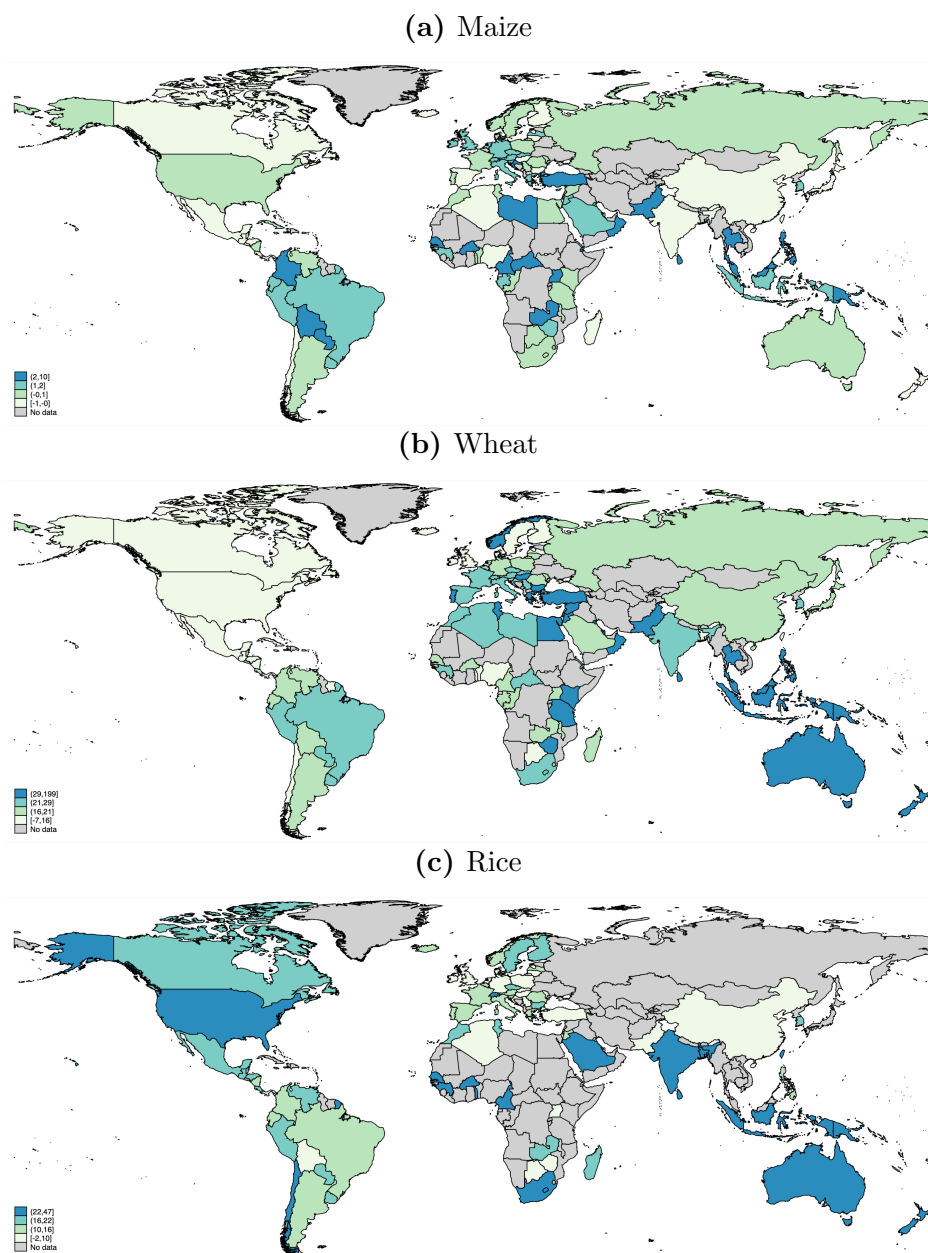 (a) Maize
(2,10]
(1,2]
(-0,1]
[-1,-0]
No data
(b) Wheat
(29,199]
(21,29]
(16,21]
[-7,16]
No data
(c) Rice
(22,47]
(16,22]
(10,16]
[-2,10]
No data